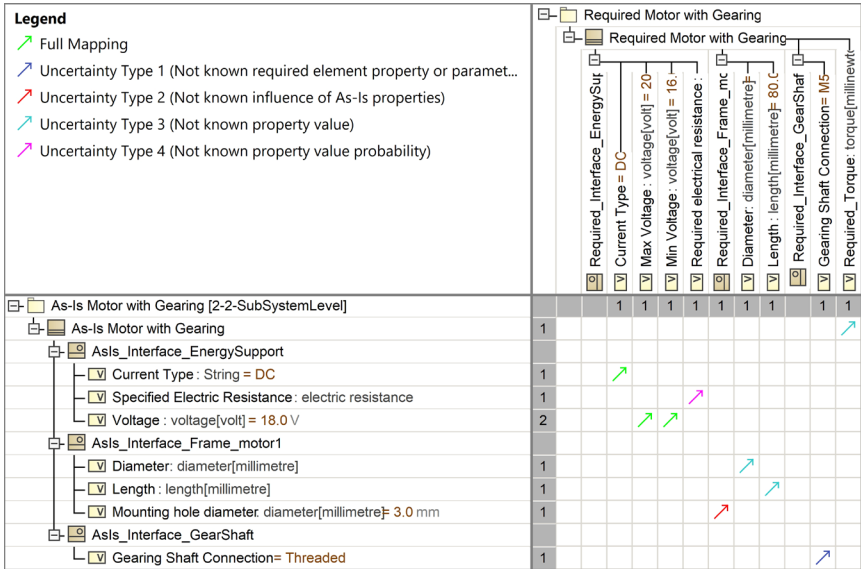 Legend
Full Mapping
Uncertainty Type 1 (Not known required element property or paramet...
Uncertainty Type 2 (Not known influence of As-Is properties)
Uncertainty Type 3 (Not known property value)
Uncertainty Type 4 (Not known property value probability)
Required Motor with Gearing
Required Motor with Gearing
Required_Interface_EnergySup
Current Type = DC
Max Voltage : voltage[volt] = 20
Min Voltage : voltage[volt] = 16.
Required electrical resistance :
Required_Interface_Frame_mo
Diameter: diameter[millimetre]=
Length : length[millimetre]= 80.0
Required_Interface_GearShaf
Gearing Shaft Connection= M5
Required_Torque: torque[millinewto
As-Is Motor with Gearing [2-2-SubSystemLevel]
1 1 1 1 1 1 1 1 1
As-Is Motor with Gearing 1
AsIs_Interface_EnergySupport
Current Type : String = DC 1
Specified Electric Resistance : electric resistance 1
Voltage : voltage[volt] = 18.0 V 2
AsIs_Interface_Frame_motor1
Diameter: diameter[millimetre] 1
Length : length[millimetre] 1
Mounting hole diameter: diameter[millimetre]= 3.0 mm 1
AsIs_Interface_GearShaft
Gearing Shaft Connection= Threaded 1